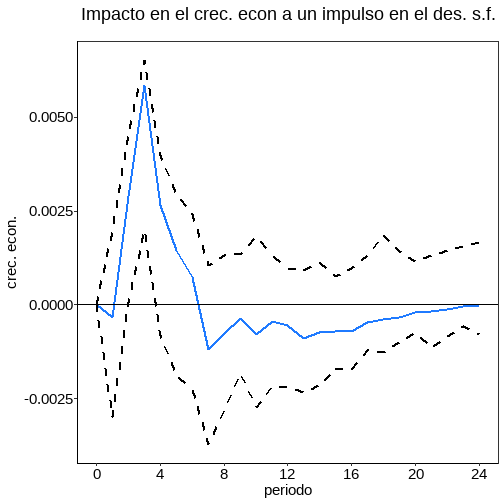 Impacto en el crec. econ a un impulso en el des. s.f.
crec. econ.
0.0050
0.0025
0.0000
-0.0025
0 4 8 12 16 20 24
periodo